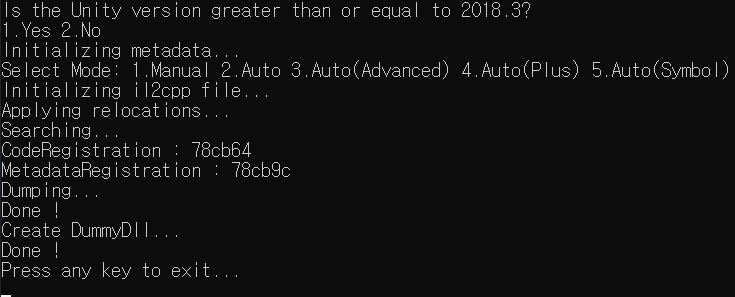 Is the Unity version greater than or equal to 2018.3?
1.Yes 2.No
Initializing metadata...
Select Mode: 1.Manual 2.Auto 3.Auto(Advanced) 4.Auto(Plus) 5.Auto(Symbol)
Initializing il2cpp file...
Applying relocations...
Searching...
CodeRegistration : 78cb64
MetadataRegistration : 78cb9c
Dumping...
Done !
Create DummyDll...
Done !
Press any key to exit...